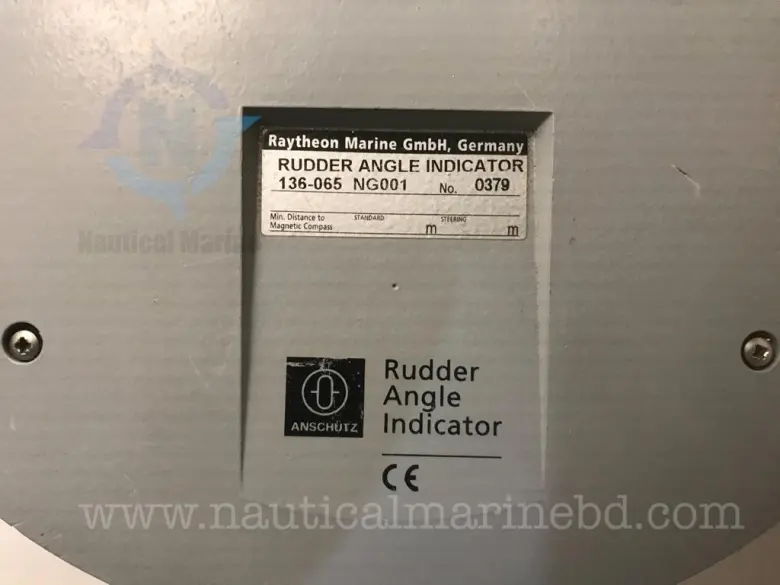 Raytheon Marine GmbH, Germany
RUDDER ANGLE INDICATOR
136-065 NG001 No. 0379
Min. Distance to Magnetic Compass STANDARD m STEERING m
N
Nautical Marine
ANSCHÜTZ
Rudder
Angle
Indicator
CE
www.nauticalmarinebd.com